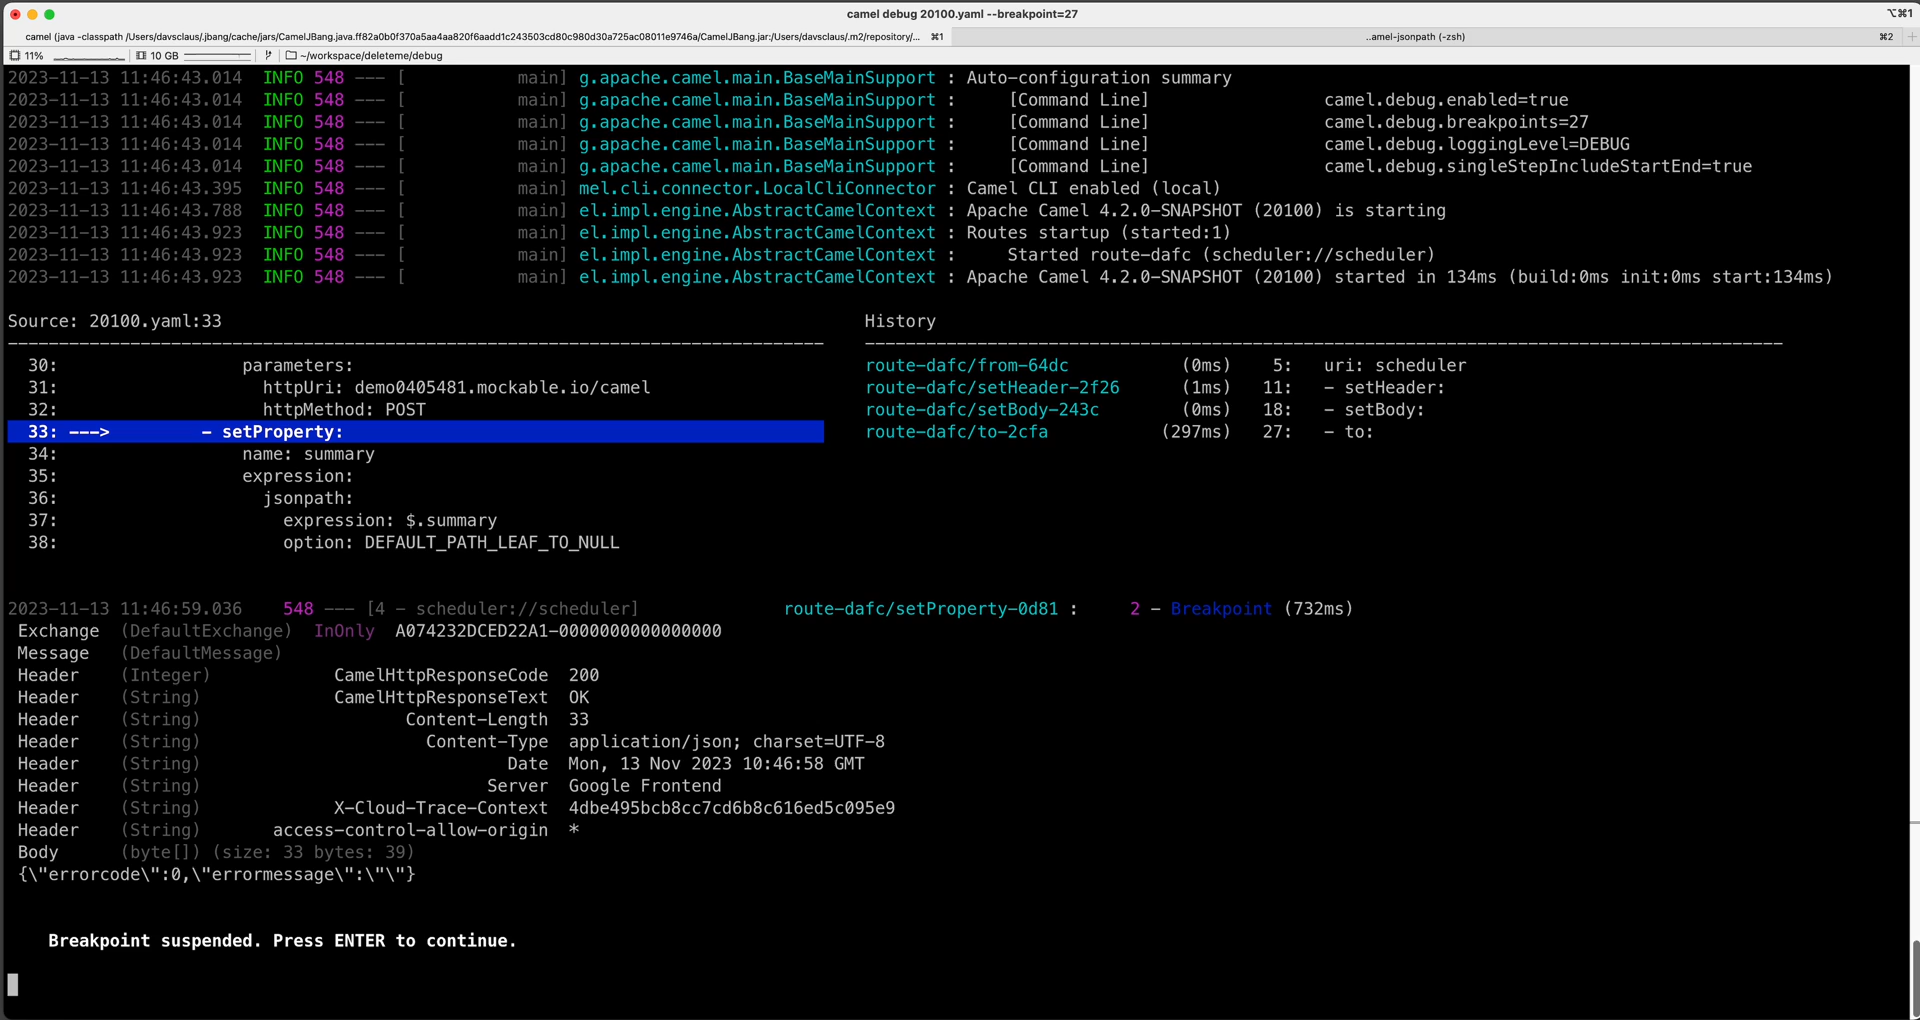 camel debug 20100.yaml --breakpoint=27
⌥⌘1
camel (java -classpath /Users/davsclaus/.jbang/cache/jars/CamelJBang.java.ff82a0b0f370a5aa4aa820f6aadd1c243503cd80c980d30a725ac08011e9746a/CamelJBang.jar:/Users/davsclaus/.m2/repository/... ⌘1
..amel-jsonpath (-zsh) ⌘2
11% 10 GB ~/workspace/deleteme/debug
2023-11-13 11:46:43.014 INFO 548 --- [ main] g.apache.camel.main.BaseMainSupport : Auto-configuration summary
2023-11-13 11:46:43.014 INFO 548 --- [ main] g.apache.camel.main.BaseMainSupport : [Command Line] camel.debug.enabled=true
2023-11-13 11:46:43.014 INFO 548 --- [ main] g.apache.camel.main.BaseMainSupport : [Command Line] camel.debug.breakpoints=27
2023-11-13 11:46:43.014 INFO 548 --- [ main] g.apache.camel.main.BaseMainSupport : [Command Line] camel.debug.loggingLevel=DEBUG
2023-11-13 11:46:43.014 INFO 548 --- [ main] g.apache.camel.main.BaseMainSupport : [Command Line] camel.debug.singleStepIncludeStartEnd=true
2023-11-13 11:46:43.395 INFO 548 --- [ main] mel.cli.connector.LocalCliConnector : Camel CLI enabled (local)
2023-11-13 11:46:43.788 INFO 548 --- [ main] el.impl.engine.AbstractCamelContext : Apache Camel 4.2.0-SNAPSHOT (20100) is starting
2023-11-13 11:46:43.923 INFO 548 --- [ main] el.impl.engine.AbstractCamelContext : Routes startup (started:1)
2023-11-13 11:46:43.923 INFO 548 --- [ main] el.impl.engine.AbstractCamelContext : Started route-dafc (scheduler://scheduler)
2023-11-13 11:46:43.923 INFO 548 --- [ main] el.impl.engine.AbstractCamelContext : Apache Camel 4.2.0-SNAPSHOT (20100) started in 134ms (build:0ms init:0ms start:134ms)
Source: 20100.yaml:33 History
30: parameters: route-dafc/from-64dc (0ms) 5: uri: scheduler
31: httpUri: demo0405481.mockable.io/camel route-dafc/setHeader-2f26 (1ms) 11: - setHeader:
32: httpMethod: POST route-dafc/setBody-243c (0ms) 18: - setBody:
33: ---> - setProperty: route-dafc/to-2cfa (297ms) 27: - to:
34: name: summary
35: expression:
36: jsonpath:
37: expression: $.summary
38: option: DEFAULT_PATH_LEAF_TO_NULL
2023-11-13 11:46:59.036 548 --- [4 - scheduler://scheduler] route-dafc/setProperty-0d81 : 2 - Breakpoint (732ms)
Exchange (DefaultExchange) InOnly A074232DCED22A1-0000000000000000
Message (DefaultMessage)
Header (Integer) CamelHttpResponseCode 200
Header (String) CamelHttpResponseText OK
Header (String) Content-Length 33
Header (String) Content-Type application/json; charset=UTF-8
Header (String) Date Mon, 13 Nov 2023 10:46:58 GMT
Header (String) Server Google Frontend
Header (String) X-Cloud-Trace-Context 4dbe495bcb8cc7cd6b8c616ed5c095e9
Header (String) access-control-allow-origin *
Body (byte[]) (size: 33 bytes: 39)
{\"errorcode\":0,\"errormessage\":\"\"}
Breakpoint suspended. Press ENTER to continue.